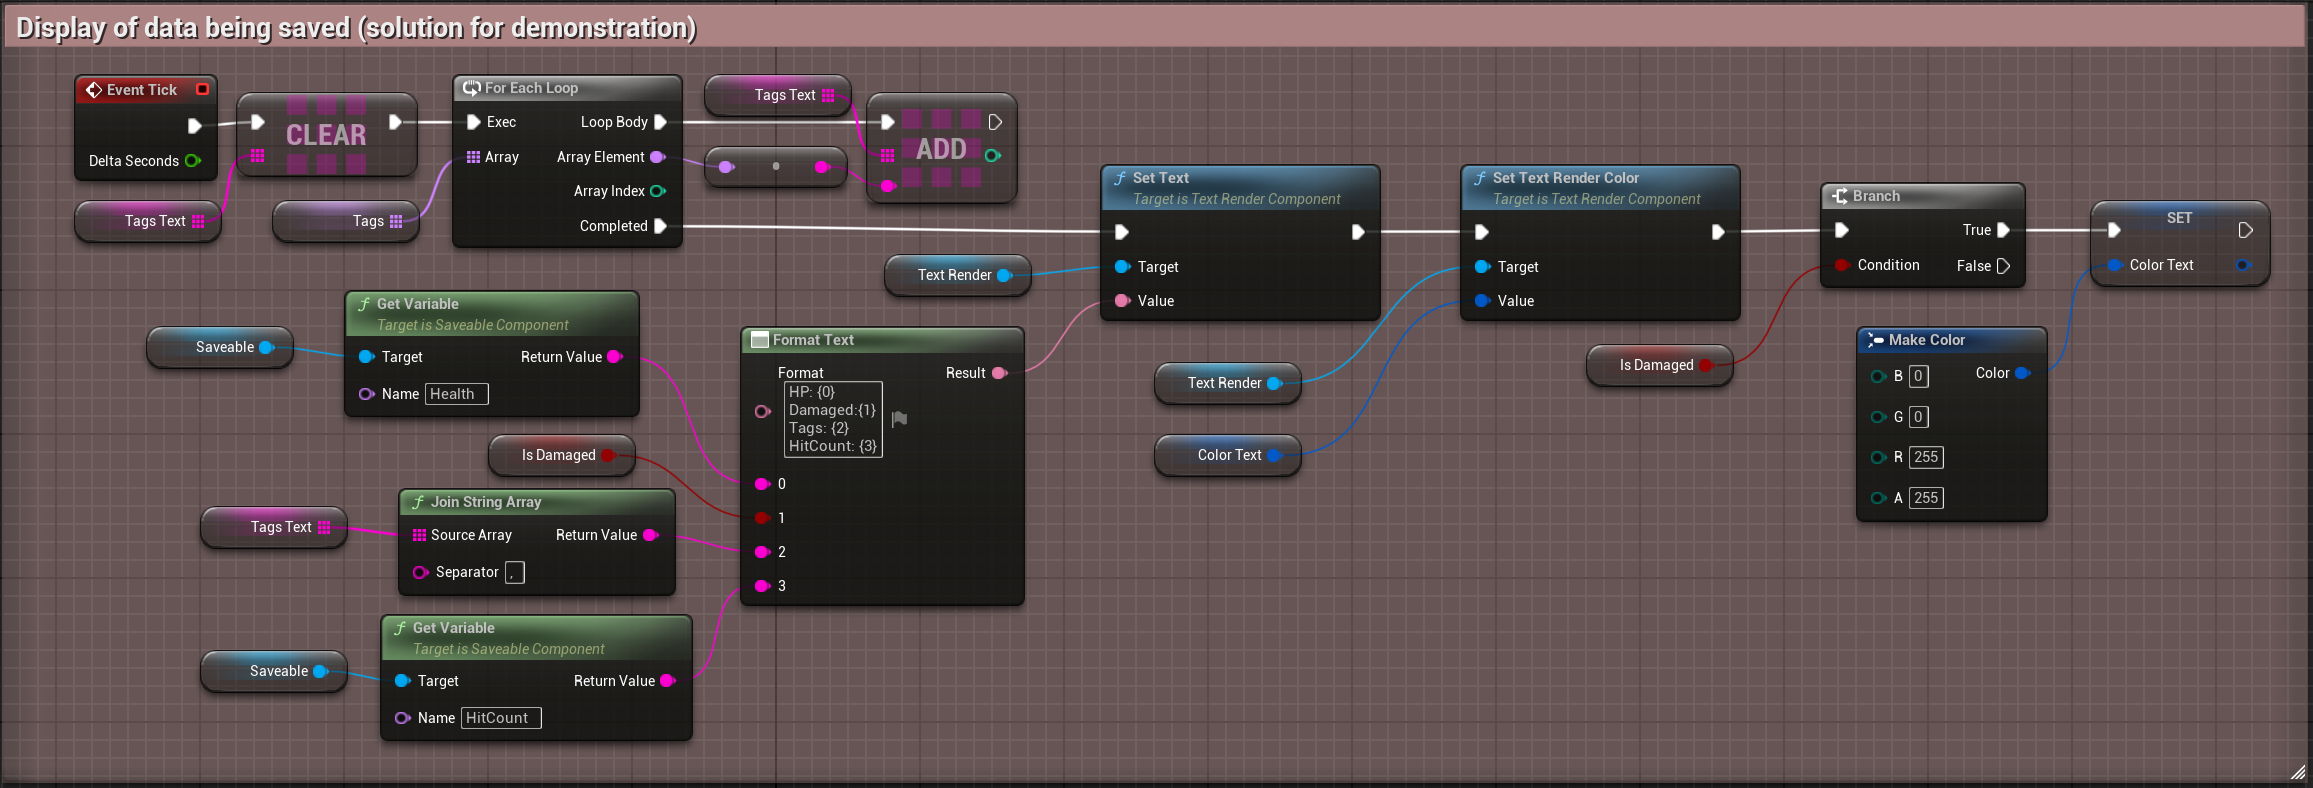 Display of data being saved (solution for demonstration)
Event Tick
Delta Seconds
Tags Text
CLEAR
Tags
For Each Loop
Exec
Loop Body
Array
Array Element
Array Index
Completed
Tags Text
ADD
Set Text
Target is Text Render Component
Target
Value
Text Render
Set Text Render Color
Target is Text Render Component
Target
Value
Text Render
Color Text
Branch
True
Condition
False
Is Damaged
SET
Color Text
Make Color
B 0
Color
G 0
R 255
A 255
Saveable
Get Variable
Target is Saveable Component
Target
Return Value
Name Health
Is Damaged
Tags Text
Join String Array
Source Array
Return Value
Separator ,
Saveable
Get Variable
Target is Saveable Component
Target
Return Value
Name HitCount
Format Text
Format
Result
HP: {0}
Damaged:{1}
Tags: {2}
HitCount: {3}
0
1
2
3